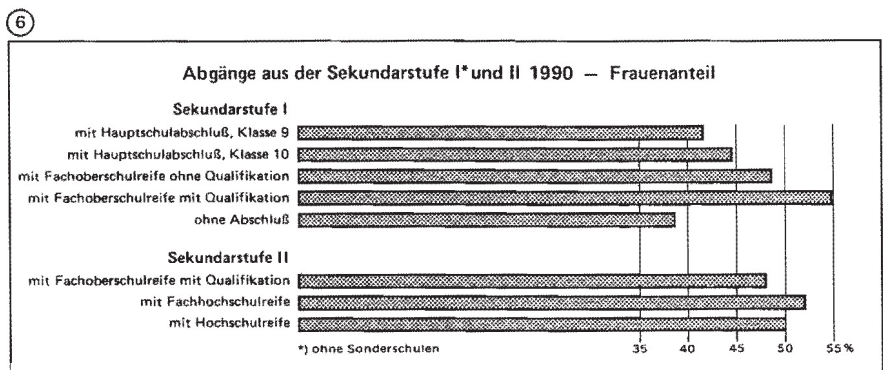 6
Abgänge aus der Sekundarstufe I* und II 1990 — Frauenanteil
Sekundarstufe I
mit Hauptschulabschluß, Klasse 9
mit Hauptschulabschluß, Klasse 10
mit Fachoberschulreife ohne Qualifikation
mit Fachoberschulreife mit Qualifikation
ohne Abschluß
Sekundarstufe II
mit Fachoberschulreife mit Qualifikation
mit Fachhochschulreife
mit Hochschulreife
*) ohne Sonderschulen 35 40 45 50 55 %